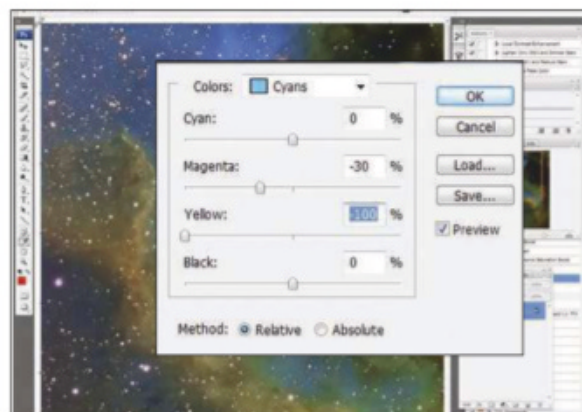 Colors: Cyans
OK
Cyan: 0 %
Cancel
Magenta: -30 %
Load...
Save...
Yellow: -100 %
Preview
Black: 0 %
Method: Relative Absolute